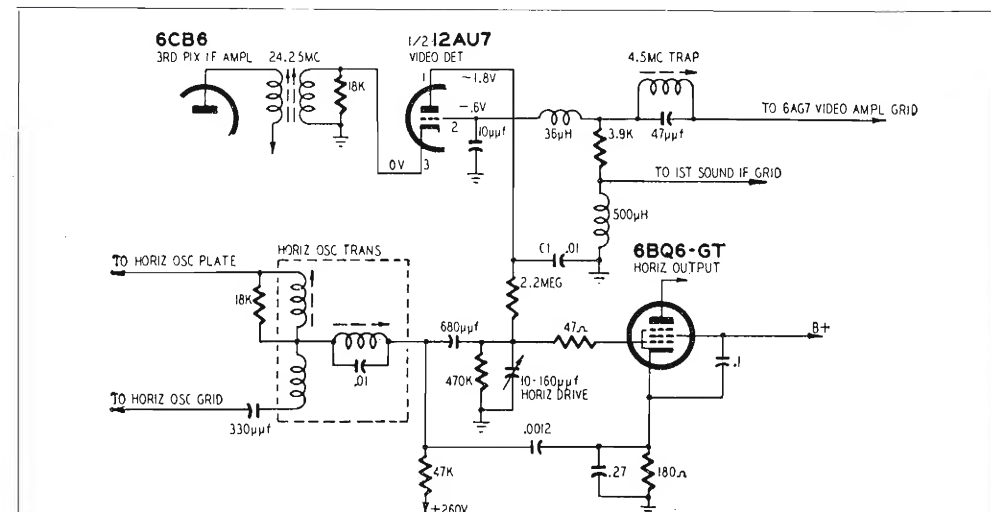 6CB6
3RD PIX IF AMPL
24.25MC
18K
1/2 12AU7
VIDEO DET
1
-1.8V
-.6V
2
10μμf
0V
3
36μH
4.5MC TRAP
47μμf
TO 6AG7 VIDEO AMPL GRID
3.9K
TO 1ST SOUND IF GRID
500μH
C1 .01
2.2MEG
6BQ6-GT
HORIZ OUTPUT
HORIZ OSC TRANS
TO HORIZ OSC PLATE
18K
.01
TO HORIZ OSC GRID
330μμf
680μμf
470K
10-160μμf
HORIZ DRIVE
47Ω
B+
.1
.0012
47K
+260V
.27
180Ω